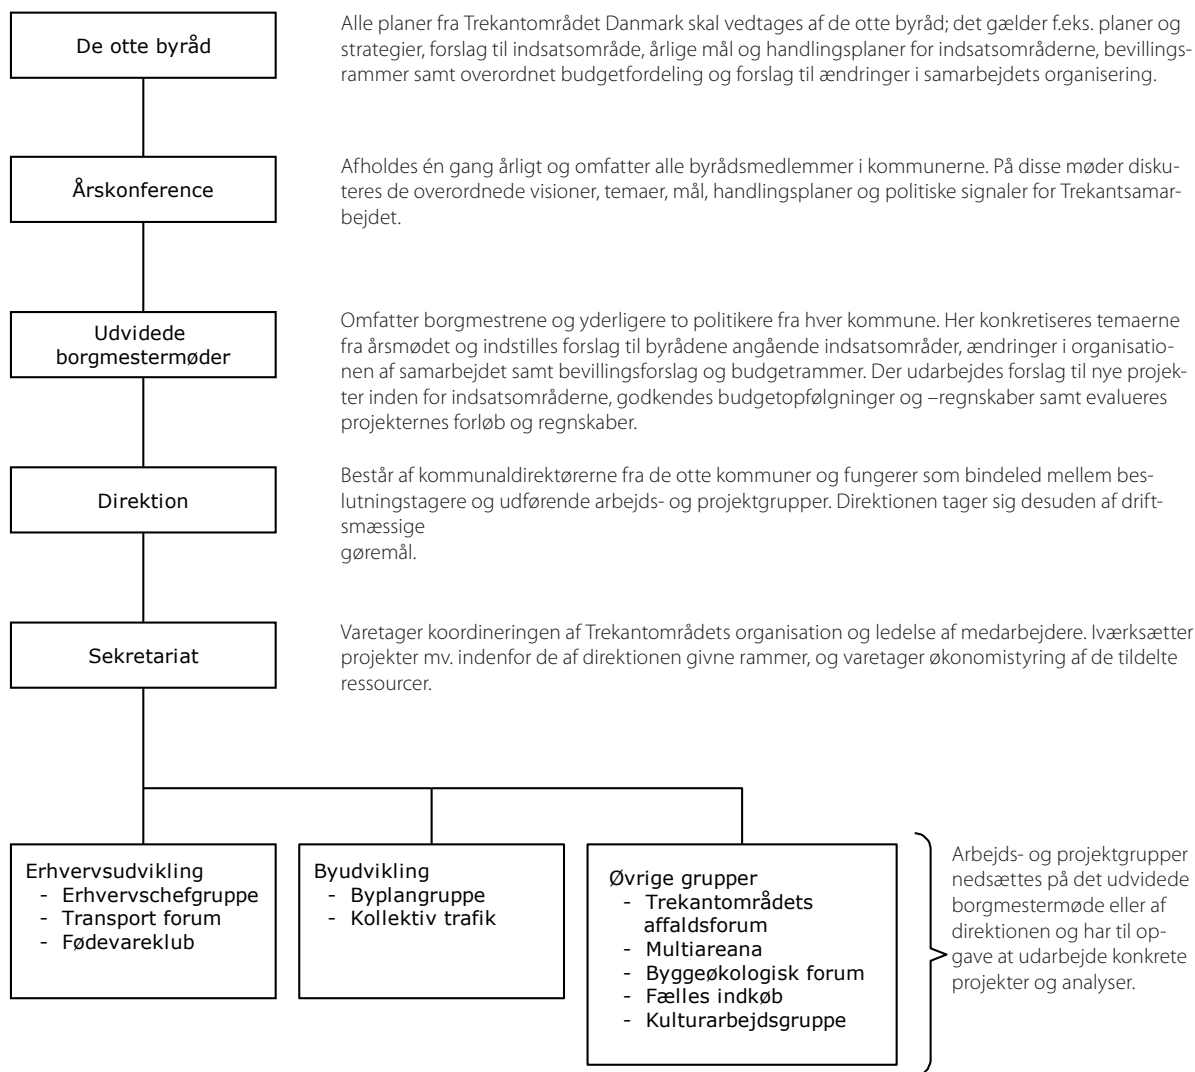 De otte byråd
Alle planer fra Trekantområdet Danmark skal vedtages af de otte byråd; det gælder f.eks. planer og
strategier, forslag til indsatsområde, årlige mål og handlingsplaner for indsatsområderne, bevillings-
rammer samt overordnet budgetfordeling og forslag til ændringer i samarbejdets organisering.
Årskonference
Afholdes én gang årligt og omfatter alle byrådsmedlemmer i kommunerne. På disse møder disku-
teres de overordnede visioner, temaer, mål, handlingsplaner og politiske signaler for Trekantsamar-
bejdet.
Udvidede
borgmestermøder
Omfatter borgmestrene og yderligere to politikere fra hver kommune. Her konkretiseres temaerne
fra årsmødet og indstilles forslag til byrådene angående indsatsområder, ændringer i organisatio-
nen af samarbejdet samt bevillingsforslag og budgetrammer. Der udarbejdes forslag til nye projek-
ter inden for indsatsområderne, godkendes budgetopfølgninger og –regnskaber samt evalueres
projekternes forløb og regnskaber.
Direktion
Består af kommunaldirektørerne fra de otte kommuner og fungerer som bindeled mellem bes-
lutningstagere og udførende arbejds- og projektgrupper. Direktionen tager sig desuden af drift-
smæssige
gøremål.
Sekretariat
Varetager koordineringen af Trekantområdets organisation og ledelse af medarbejdere. Iværksætter
projekter mv. indenfor de af direktionen givne rammer, og varetager økonomistyring af de tildelte
ressourcer.
Erhvervsudvikling
- Erhvervschefgruppe
- Transport forum
- Fødevareklub
Byudvikling
- Byplangruppe
- Kollektiv trafik
Øvrige grupper
- Trekantområdets
affaldsforum
- Multiareana
- Byggeøkologisk forum
- Fælles indkøb
- Kulturarbejdsgruppe
Arbejds- og projektgrupper
nedsættes på det udvidede
borgmestermøde eller af
direktionen og har til op-
gave at udarbejde konkrete
projekter og analyser.